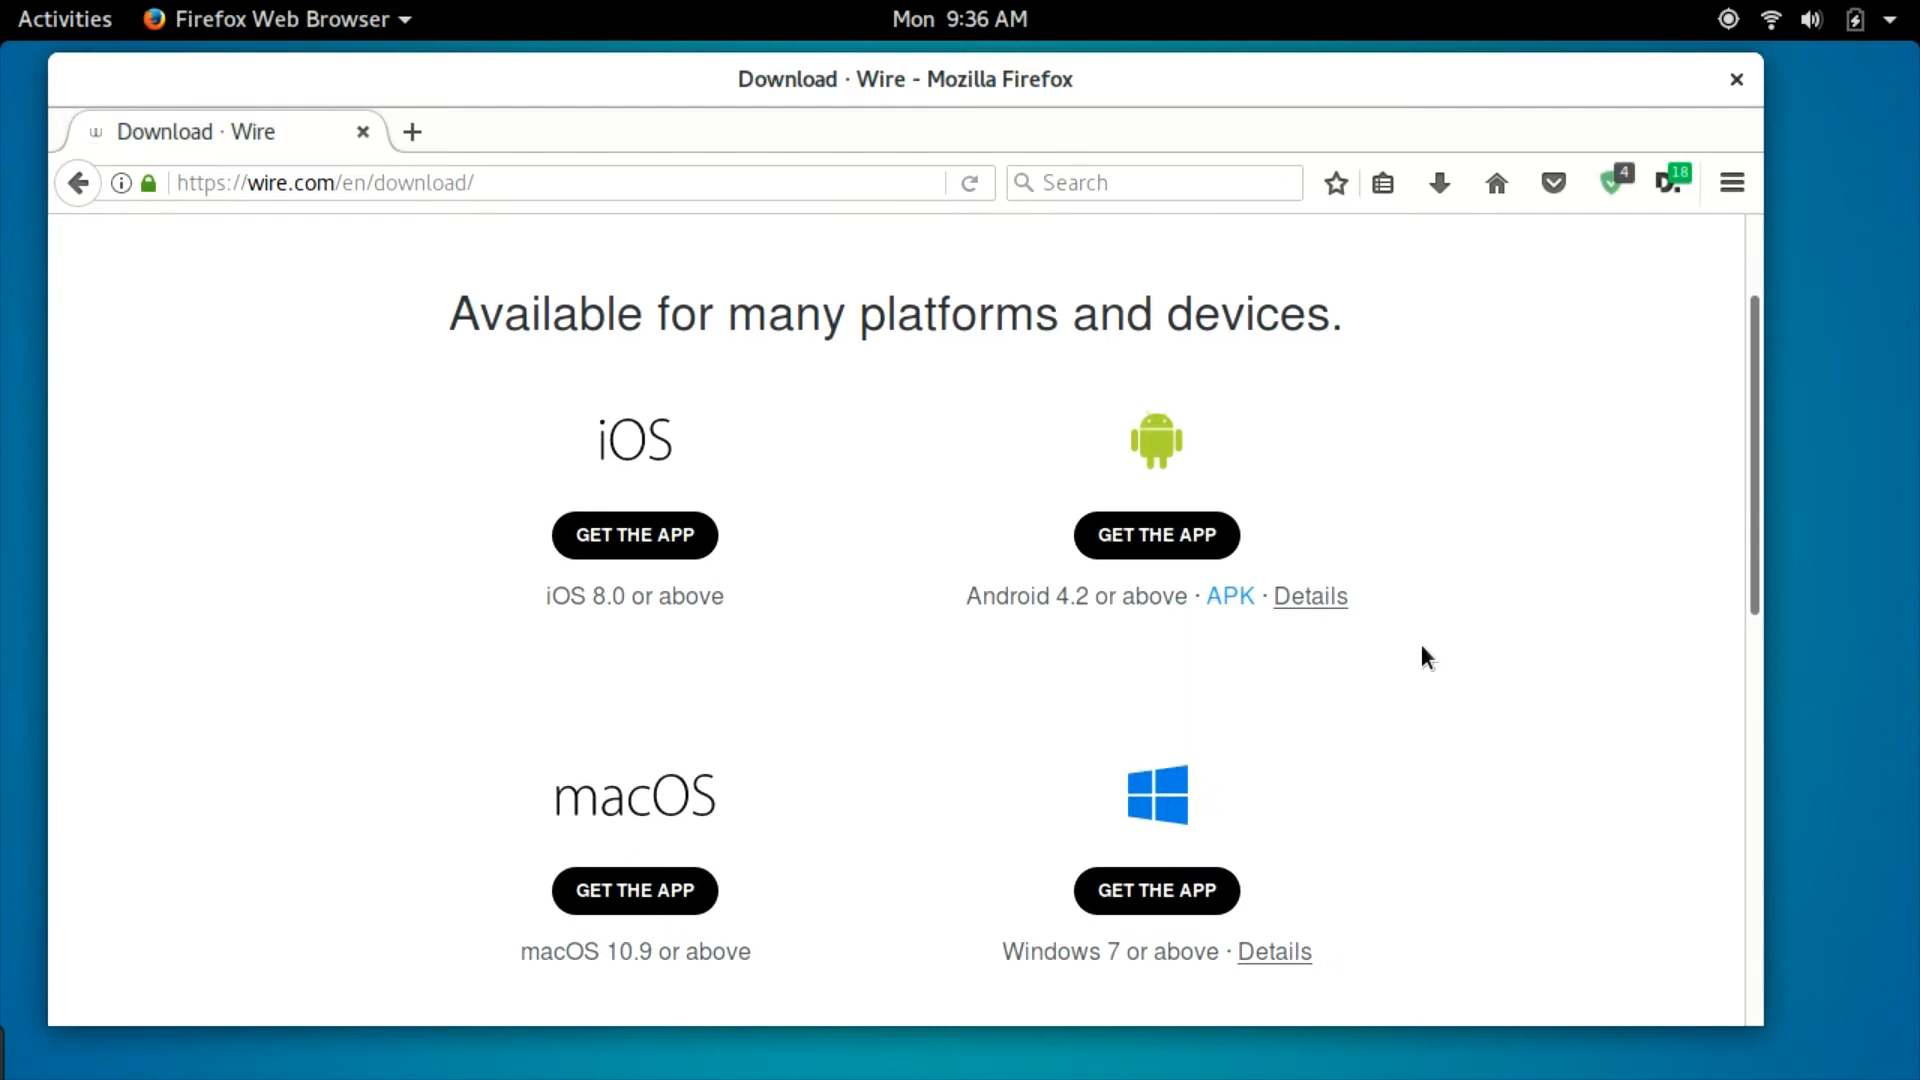 Activities Firefox Web Browser Mon 9:36 AM
Download · Wire - Mozilla Firefox
Download · Wire
https://wire.com/en/download/ Search 4 18
Available for many platforms and devices.
iOS
GET THE APP GET THE APP
iOS 8.0 or above Android 4.2 or above · APK · Details
macOS
GET THE APP GET THE APP
macOS 10.9 or above Windows 7 or above · Details